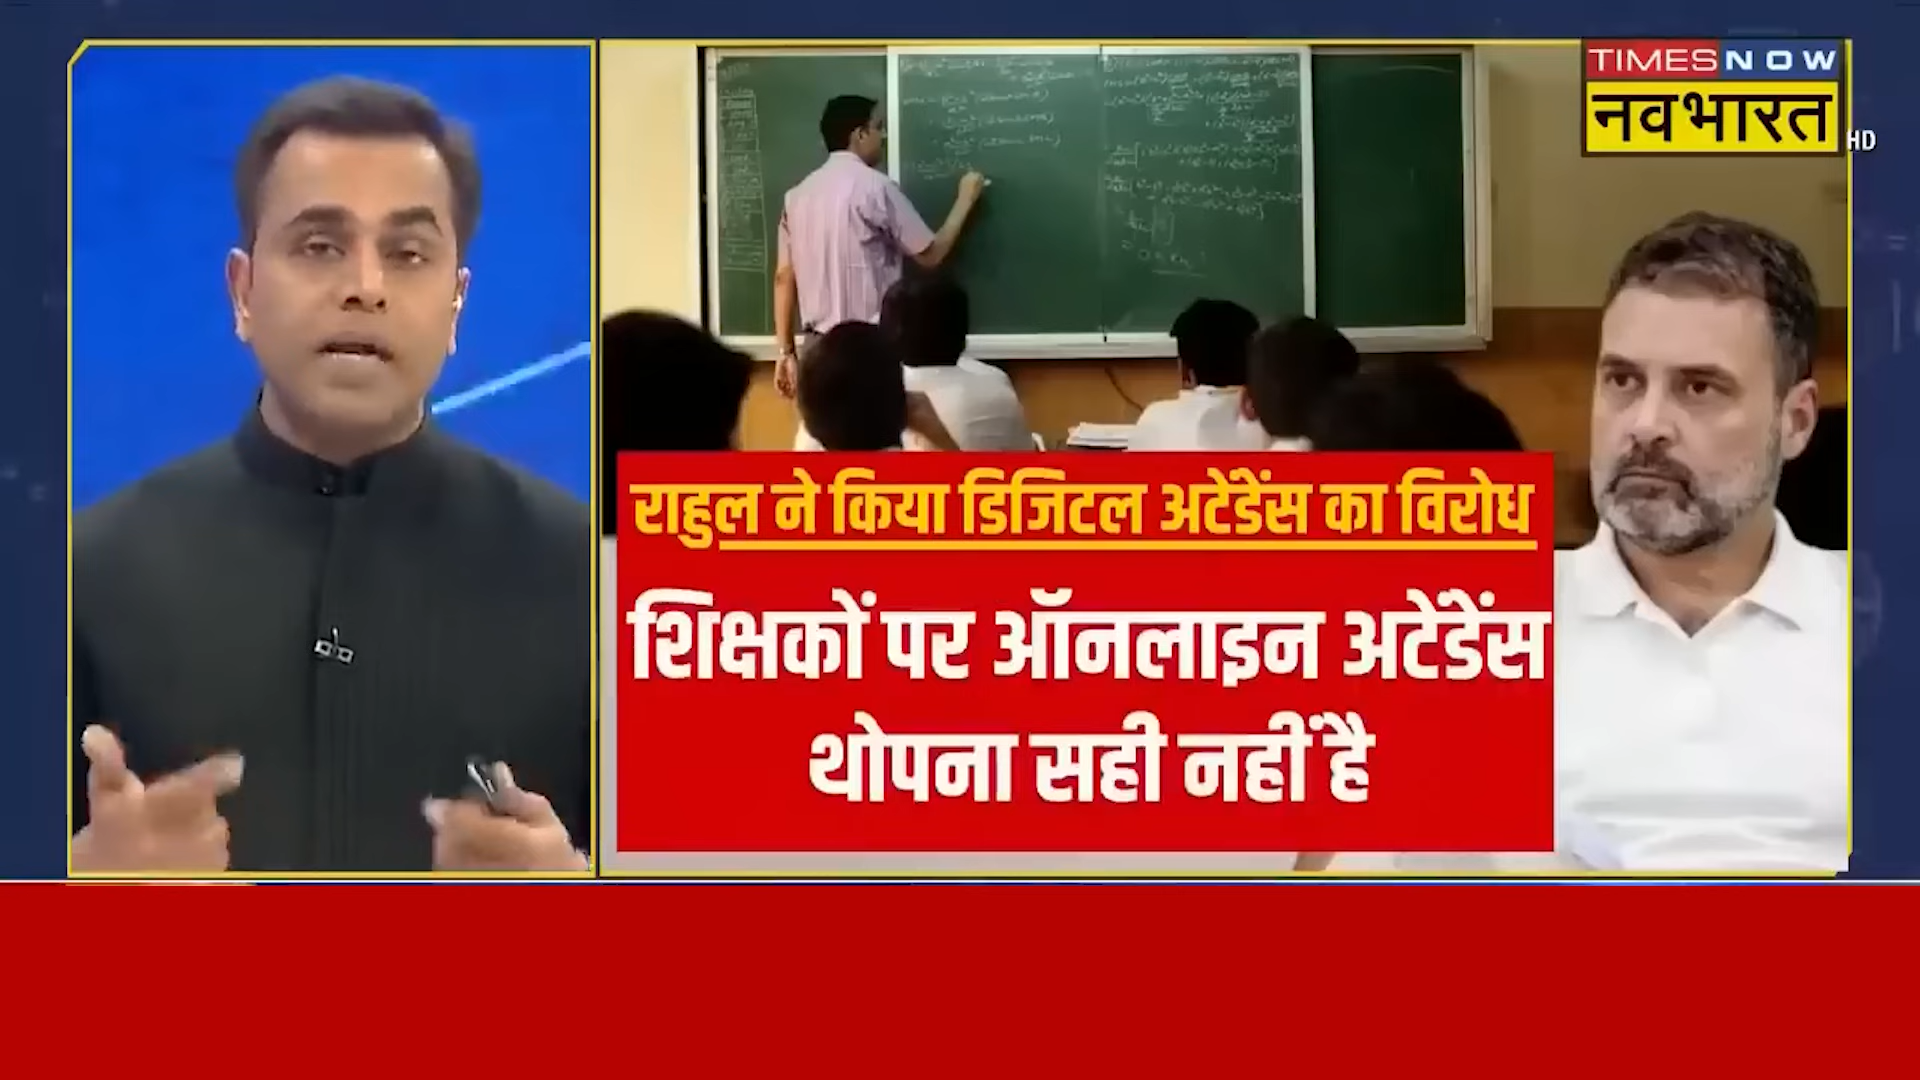 TIMES NOW
नवभारत
HD
राहुल ने किया डिजिटल अटेंडेंस का विरोध
शिक्षकों पर ऑनलाइन अटेंडेंस
थोपना सही नहीं है